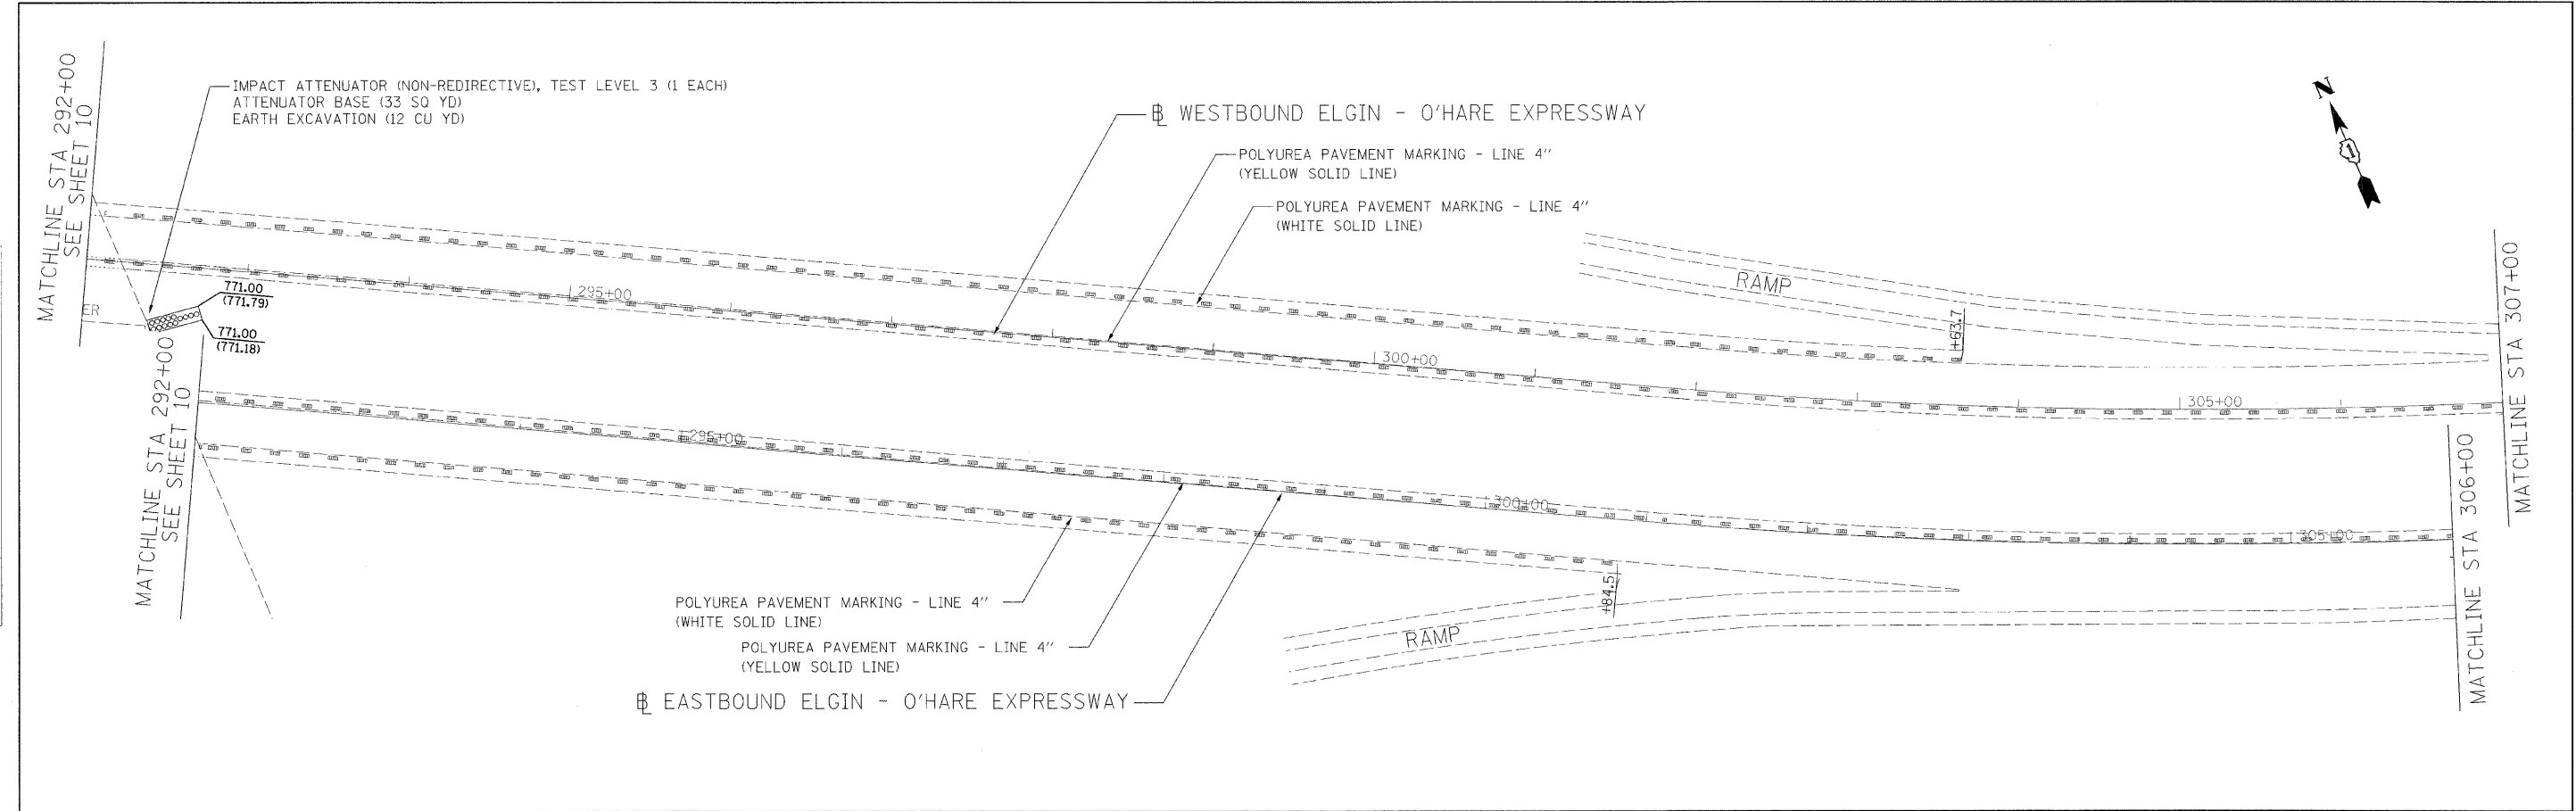 MATCHLINE STA 292+00
SEE SHEET 10
IMPACT ATTENUATOR (NON-REDIRECTIVE), TEST LEVEL 3 (1 EACH)
ATTENUATOR BASE (33 SQ YD)
EARTH EXCAVATION (12 CU YD)
℄ WESTBOUND ELGIN - O'HARE EXPRESSWAY
POLYUREA PAVEMENT MARKING - LINE 4"
(YELLOW SOLID LINE)
POLYUREA PAVEMENT MARKING - LINE 4"
(WHITE SOLID LINE)
N
1
RAMP
+63.7
MATCHLINE STA 307+00
771.00
(771.79)
ER
771.00
(771.18)
295+00
300+00
305+00
MATCHLINE STA 292+00
SEE SHEET 10
295+00
300+00
305+00
MATCHLINE STA 306+00
+84.5
RAMP
POLYUREA PAVEMENT MARKING - LINE 4"
(WHITE SOLID LINE)
POLYUREA PAVEMENT MARKING - LINE 4"
(YELLOW SOLID LINE)
℄ EASTBOUND ELGIN - O'HARE EXPRESSWAY